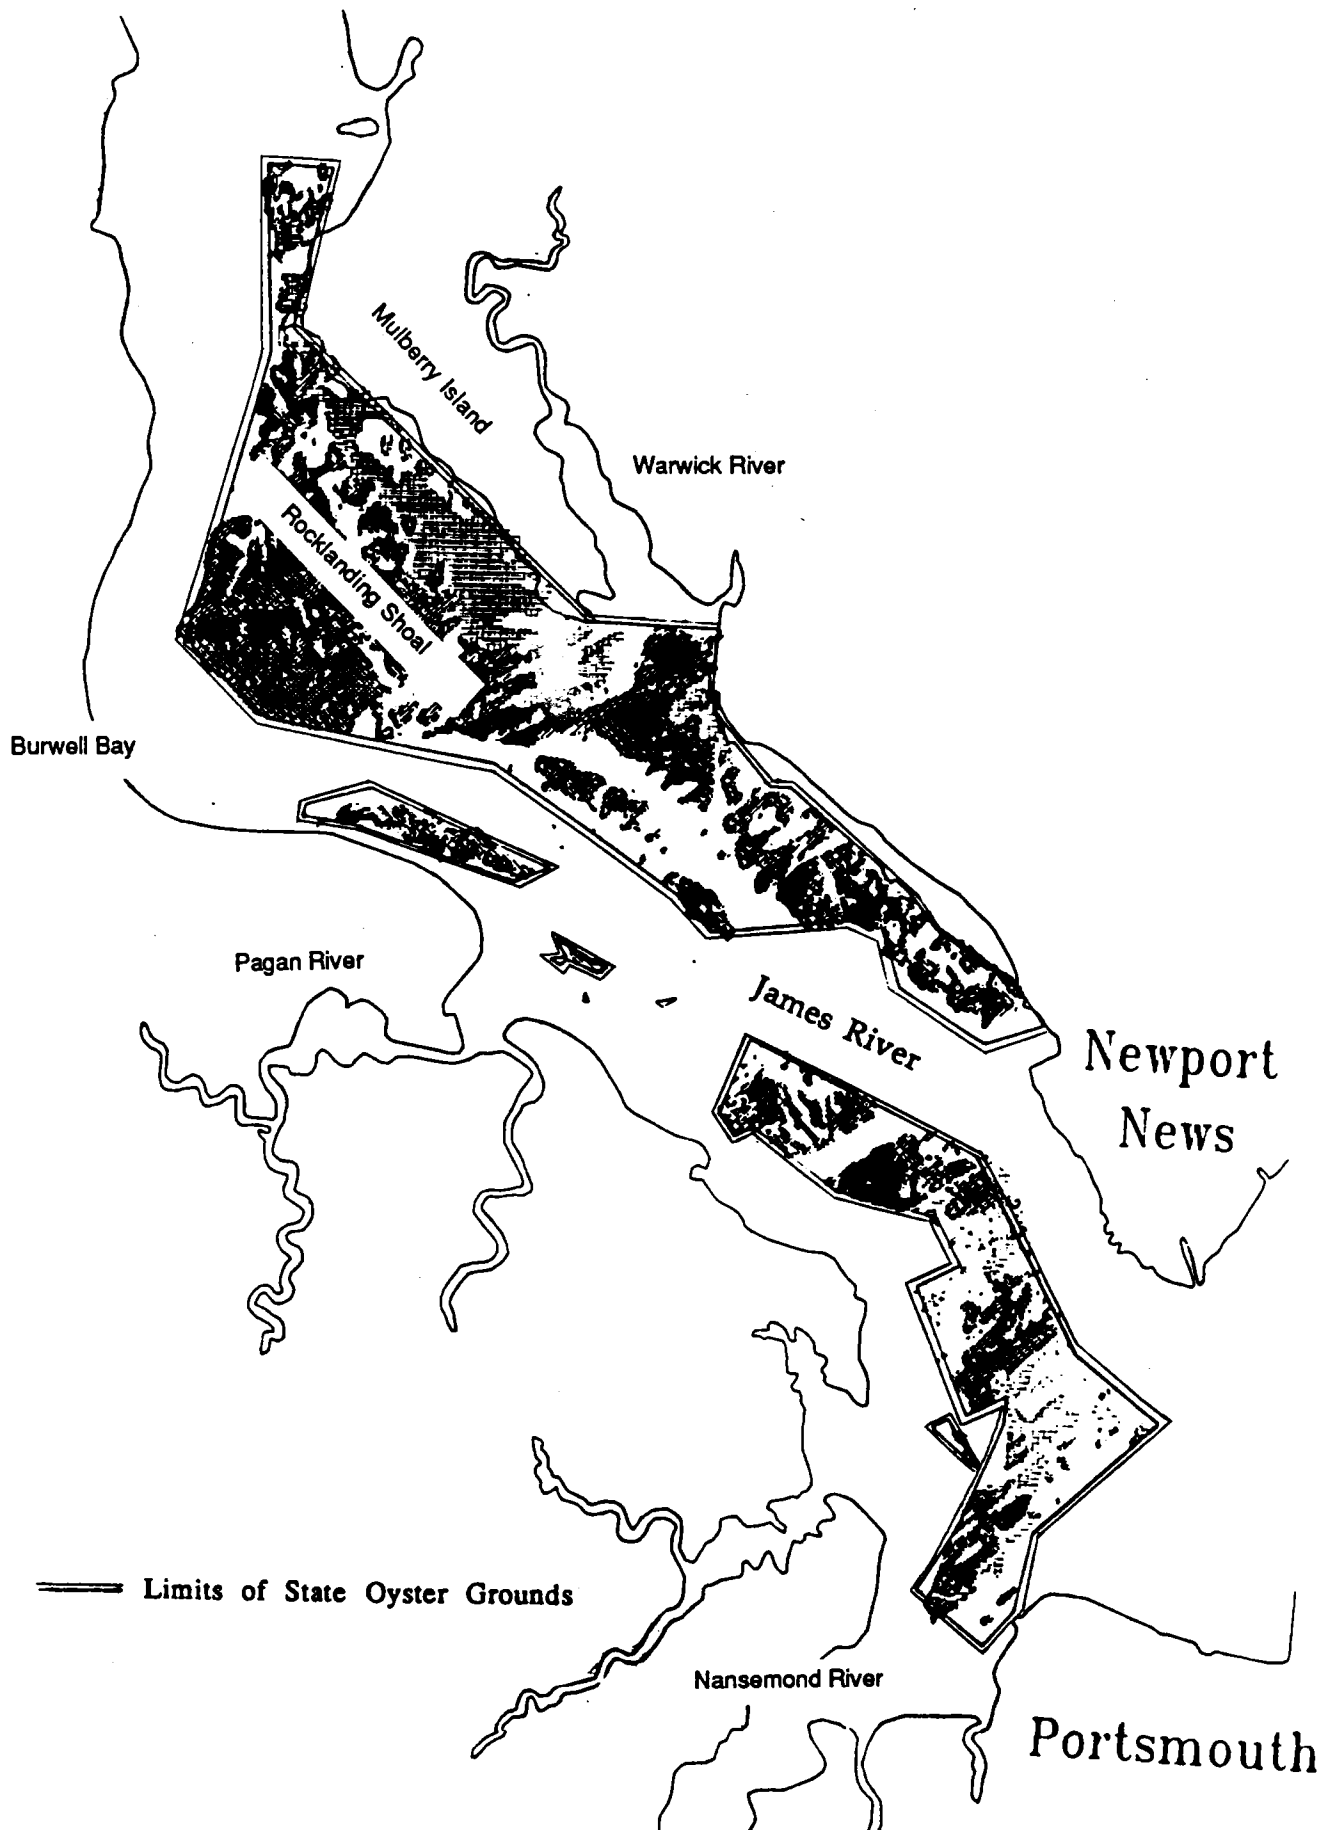 Mulberry Island
Warwick River
Rocklanding Shoal
Burwell Bay
Pagan River
James River
Newport
News
Limits of State Oyster Grounds
Nansemond River
Portsmouth